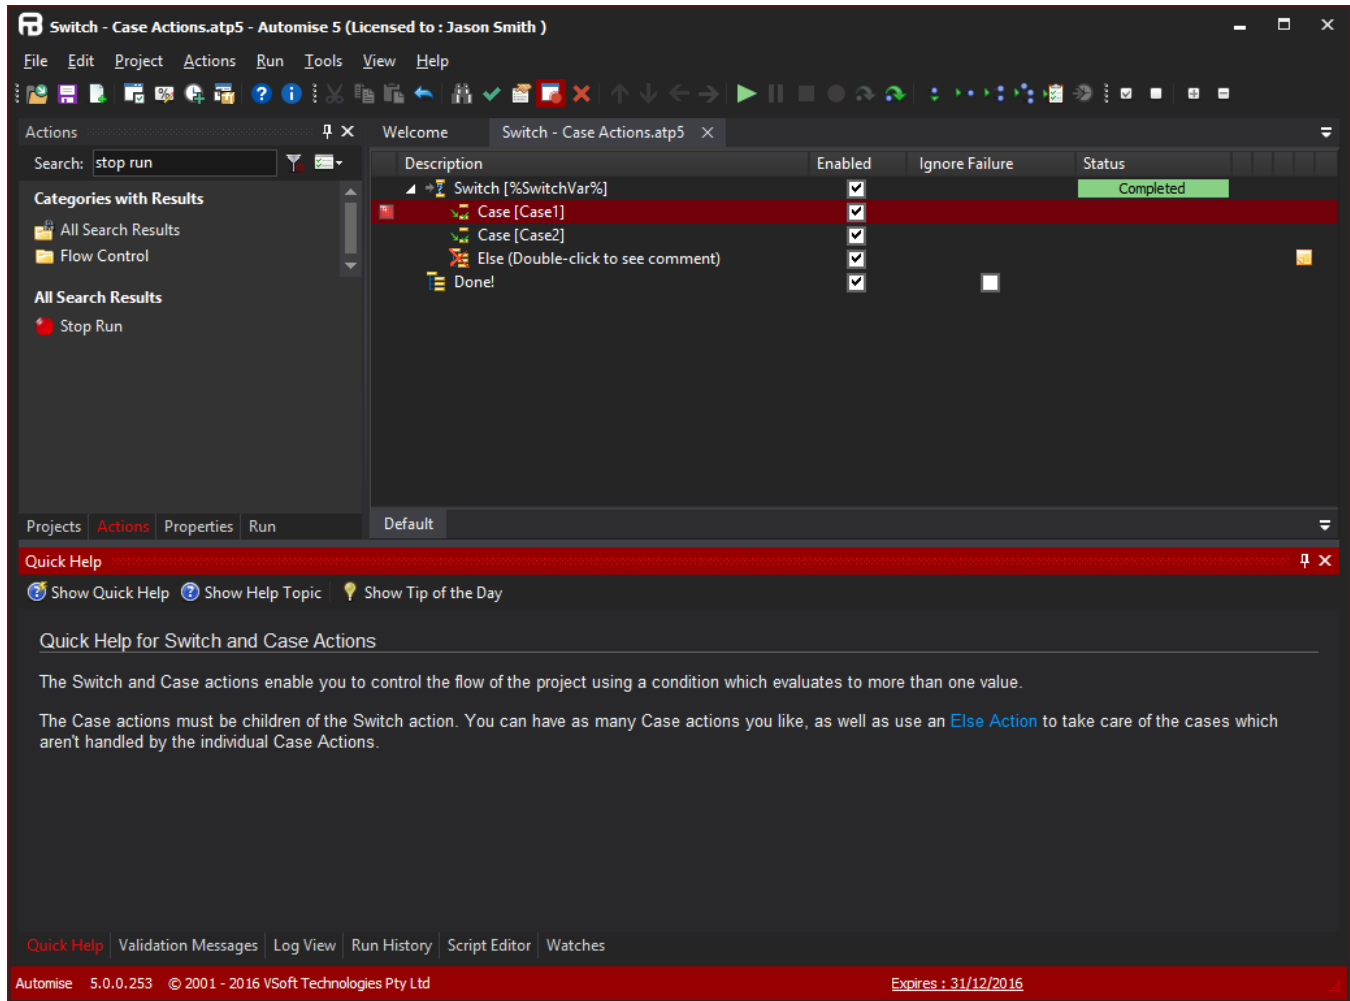 Switch - Case Actions.atp5 - Automise 5 (Licensed to : Jason Smith )
File Edit Project Actions Run Tools View Help
Actions
Search: stop run
Categories with Results
All Search Results
Flow Control
All Search Results
Stop Run
Projects Actions Properties Run
Welcome Switch - Case Actions.atp5
Description Enabled Ignore Failure Status
Switch [%SwitchVar%] Completed
Case [Case1]
Case [Case2]
Else (Double-click to see comment)
Done!
Default
Quick Help
Show Quick Help Show Help Topic Show Tip of the Day
Quick Help for Switch and Case Actions
The Switch and Case actions enable you to control the flow of the project using a condition which evaluates to more than one value.
The Case actions must be children of the Switch action. You can have as many Case actions you like, as well as use an Else Action to take care of the cases which
aren't handled by the individual Case Actions.
Quick Help Validation Messages Log View Run History Script Editor Watches
Automise 5.0.0.253 © 2001 - 2016 VSoft Technologies Pty Ltd Expires : 31/12/2016